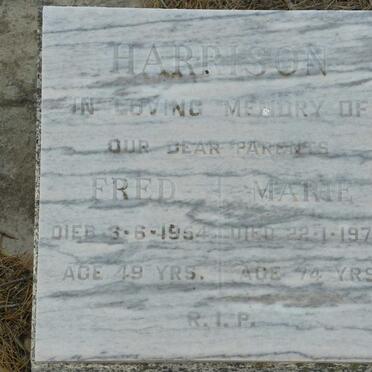 HARRISON
IN LOVING MEMORY OF
OUR DEAR PARENTS
FRED MARIE
DIED 3·6·1954 DIED 22·1·197
AGE 49 YRS. AGE 74 YRS
R.I.P.